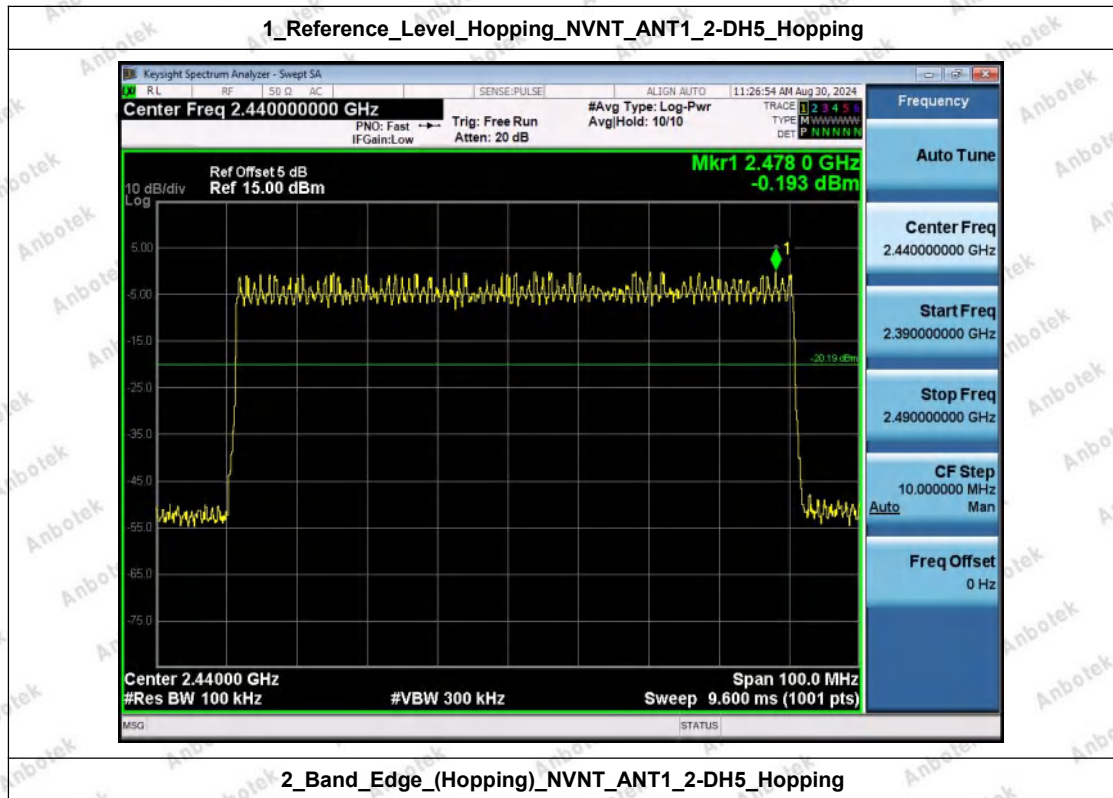 1_Reference_Level_Hopping_NVNT_ANT1_2-DH5_Hopping
Keysight Spectrum Analyzer - Swept SA
RL RF 50 Ω AC SENSE:PULSE ALIGN AUTO 11:26:54 AM Aug 30, 2024
Center Freq 2.440000000 GHz
PNO: Fast
IFGain:Low
Trig: Free Run
Atten: 20 dB
#Avg Type: Log-Pwr
Avg|Hold: 10/10
TRACE 1 2 3 4 5 6
TYPE M WWWWW
DET P N N N N N
Mkr1 2.478 0 GHz
-0.193 dBm
Ref Offset 5 dB
10 dB/div Ref 15.00 dBm
Log
5.00
-5.00
-15.0
-25.0
-35.0
-45.0
-55.0
-65.0
-75.0
1
-20.19 dBm
Center 2.44000 GHz Span 100.0 MHz
#Res BW 100 kHz #VBW 300 kHz Sweep 9.600 ms (1001 pts)
MSG STATUS
Frequency
Auto Tune
Center Freq
2.440000000 GHz
Start Freq
2.390000000 GHz
Stop Freq
2.490000000 GHz
CF Step
10.000000 MHz
Auto Man
Freq Offset
0 Hz
2_Band_Edge_(Hopping)_NVNT_ANT1_2-DH5_Hopping
Anbotek